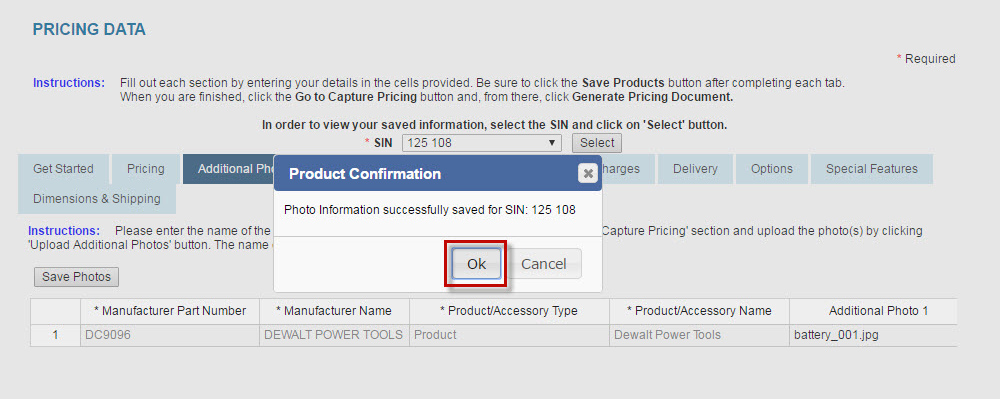 PRICING DATA
* Required
Instructions: Fill out each section by entering your details in the cells provided. Be sure to click the Save Products button after completing each tab.
When you are finished, click the Go to Capture Pricing button and, from there, click Generate Pricing Document.
In order to view your saved information, select the SIN and click on 'Select' button.
* SIN 125 108 Select
Get Started Pricing Additional Pho harges Delivery Options Special Features
Dimensions & Shipping
Product Confirmation
Photo Information successfully saved for SIN: 125 108
Ok Cancel
Instructions: Please enter the name of the Capture Pricing' section and upload the photo(s) by clicking
'Upload Additional Photos' button. The name
Save Photos
* Manufacturer Part Number * Manufacturer Name * Product/Accessory Type * Product/Accessory Name Additional Photo 1
1 DC9096 DEWALT POWER TOOLS Product Dewalt Power Tools battery_001.jpg